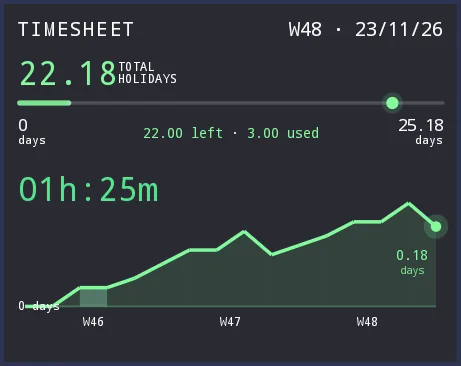 TIMESHEET
W48 · 23/11/26
22.18 TOTAL
HOLIDAYS
0
days
22.00 left · 3.00 used
25.18
days
01h:25m
0.18
days
0 days
W46 W47 W48